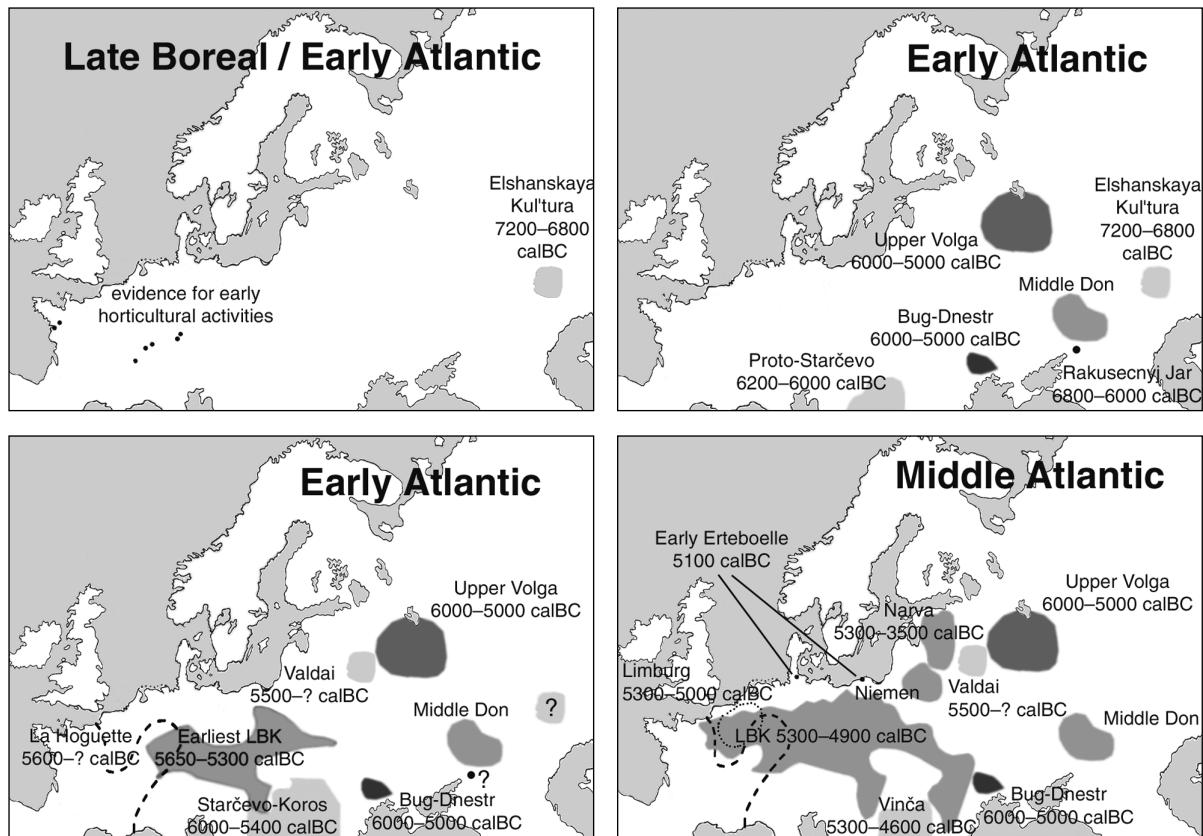 Late Boreal / Early Atlantic
Elshanskaya
Kul'tura
7200–6800
calBC
evidence for early
horticultural activities
Early Atlantic
Elshanskaya
Kul'tura
7200–6800
calBC
Upper Volga
6000–5000 calBC
Middle Don
Bug-Dnestr
6000–5000 calBC
Proto-Starčevo
6200–6000 calBC
Rakusecnyj Jar
6800–6000 calBC
Early Atlantic
Upper Volga
6000–5000 calBC
Valdai
5500–? calBC
?
Middle Don
La Hoguette
5600–? calBC
Earliest LBK
5650–5300 calBC
?
Starčevo-Koros
6000–5400 calBC
Bug-Dnestr
6000–5000 calBC
Middle Atlantic
Early Erteboelle
5100 calBC
Upper Volga
6000–5000 calBC
Narva
5300–3500 calBC
Limburg
5300–5000 calBC
Niemen
Valdai
5500–? calBC
Middle Don
LBK 5300–4900 calBC
Vinča
5300–4600 calBC
Bug-Dnestr
6000–5000 calBC